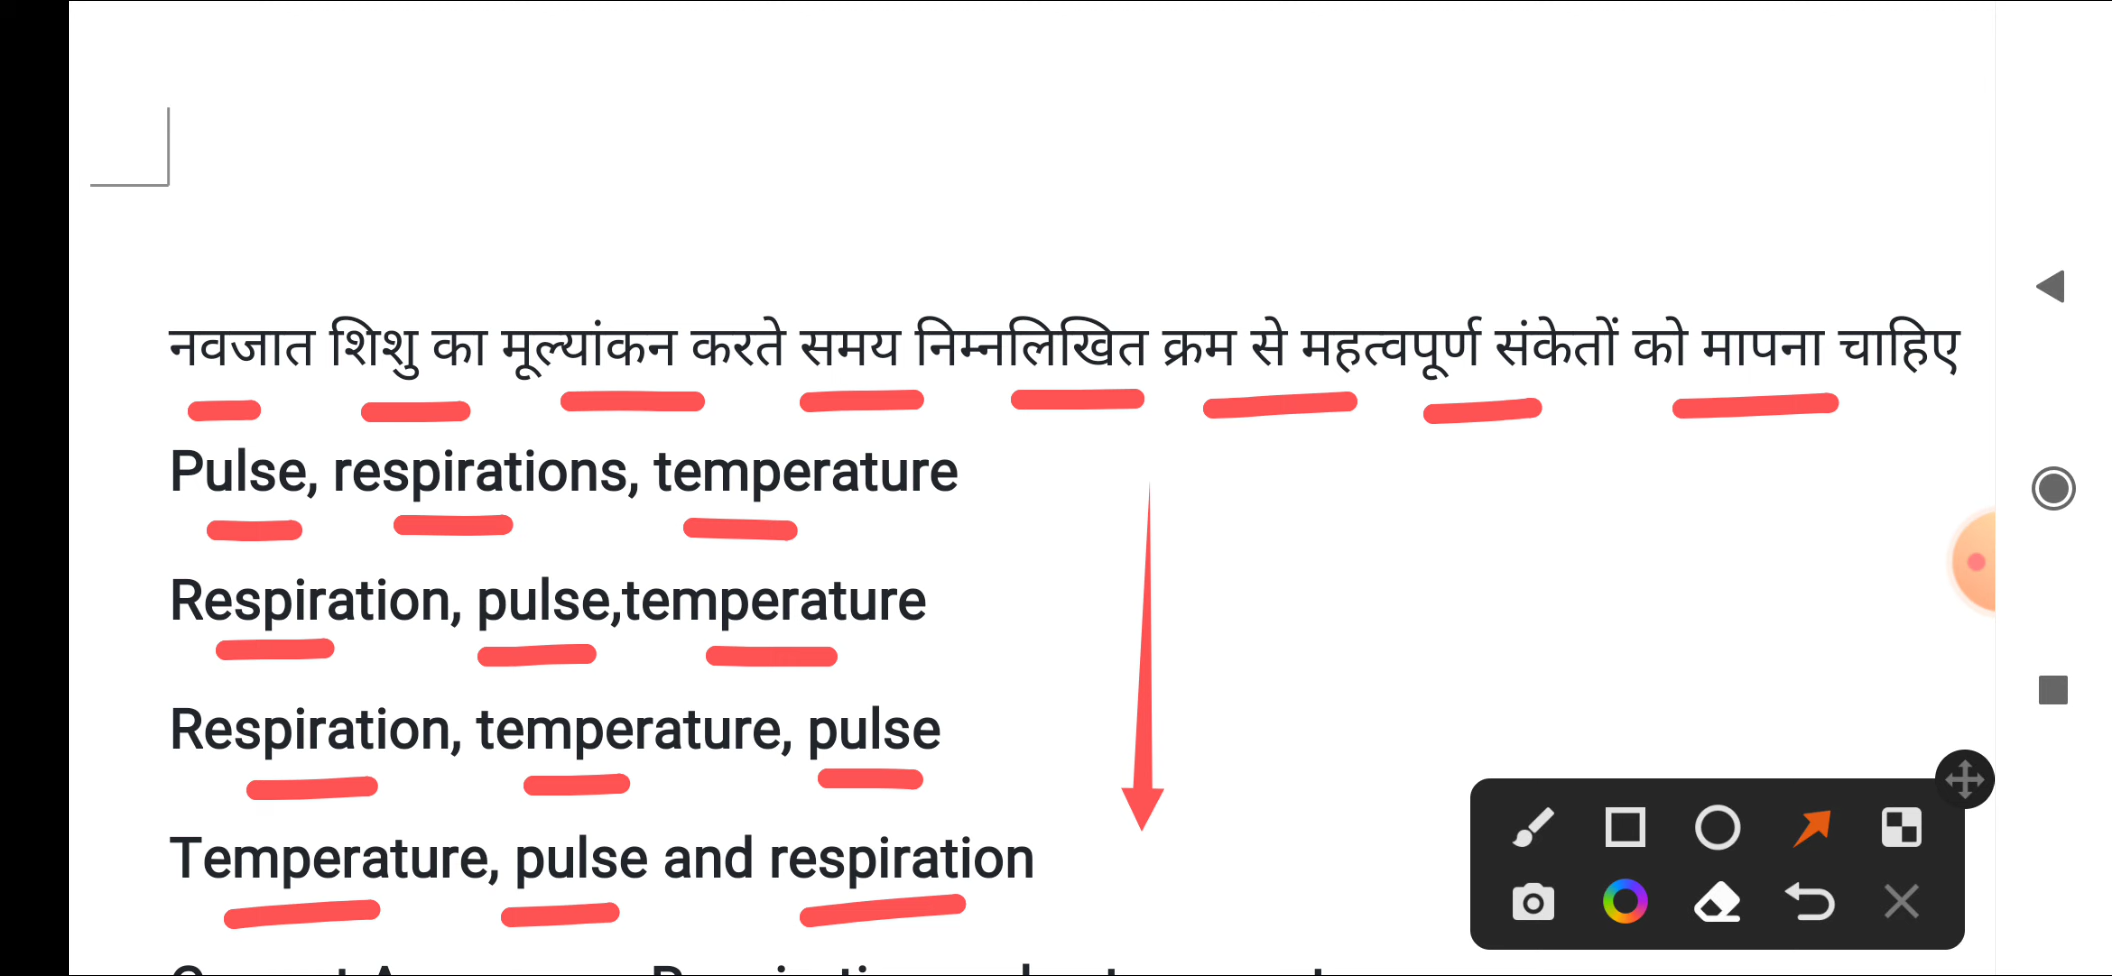 नवजात शिशु का मूल्यांकन करते समय निम्नलिखित क्रम से महत्वपूर्ण संकेतों को मापना चाहिए
Pulse, respirations, temperature
Respiration, pulse,temperature
Respiration, temperature, pulse
Temperature, pulse and respiration